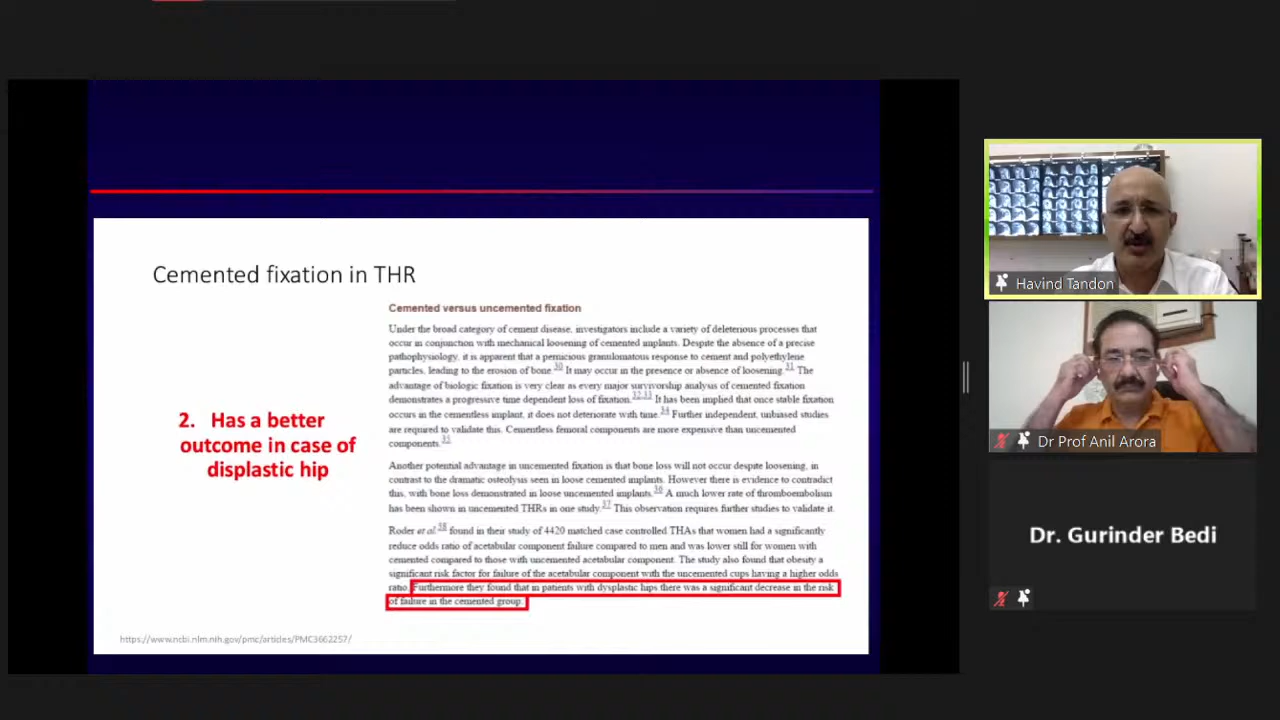 Cemented fixation in THR
Cemented versus uncemented fixation
Under the broad category of cement disease, investigators include a variety of deleterious processes that
occur in conjunction with mechanical loosening of cemented implants. Despite the absence of a precise
pathophysiology, it is apparent that a pernicious granulomatous response to cement and polyethylene
particles, leading to the erosion of bone.30 It may occur in the presence or absence of loosening.31 The
advantage of biologic fixation is very clear as every major survivorship analysis of cemented fixation
demonstrates a progressive time dependent loss of fixation.32,33 It has been implied that once stable fixation
occurs in the cementless implant, it does not deteriorate with time.34 Further independent, unbiased studies
are required to validate this. Cementless femoral components are more expensive than uncemented
components.35
2. Has a better
outcome in case of
displastic hip
Another potential advantage in uncemented fixation is that bone loss will not occur despite loosening, in
contrast to the dramatic osteolysis seen in loose cemented implants. However there is evidence to contradict
this, with bone loss demonstrated in loose uncemented implants.36 A much lower rate of thromboembolism
has been shown in uncemented THRs in one study.37 This observation requires further studies to validate it.
Roder et al.38 found in their study of 4420 matched case controlled THAs that women had a significantly
reduce odds ratio of acetabular component failure compared to men and was lower still for women with
cemented compared to those with uncemented acetabular component. The study also found that obesity a
significant risk factor for failure of the acetabular component with the uncemented cups having a higher odds
ratio. Furthermore they found that in patients with dysplastic hips there was a significant decrease in the risk
of failure in the cemented group.
https://www.ncbi.nlm.nih.gov/pmc/articles/PMC3662257/
Havind Tandon
Dr Prof Anil Arora
Dr. Gurinder Bedi